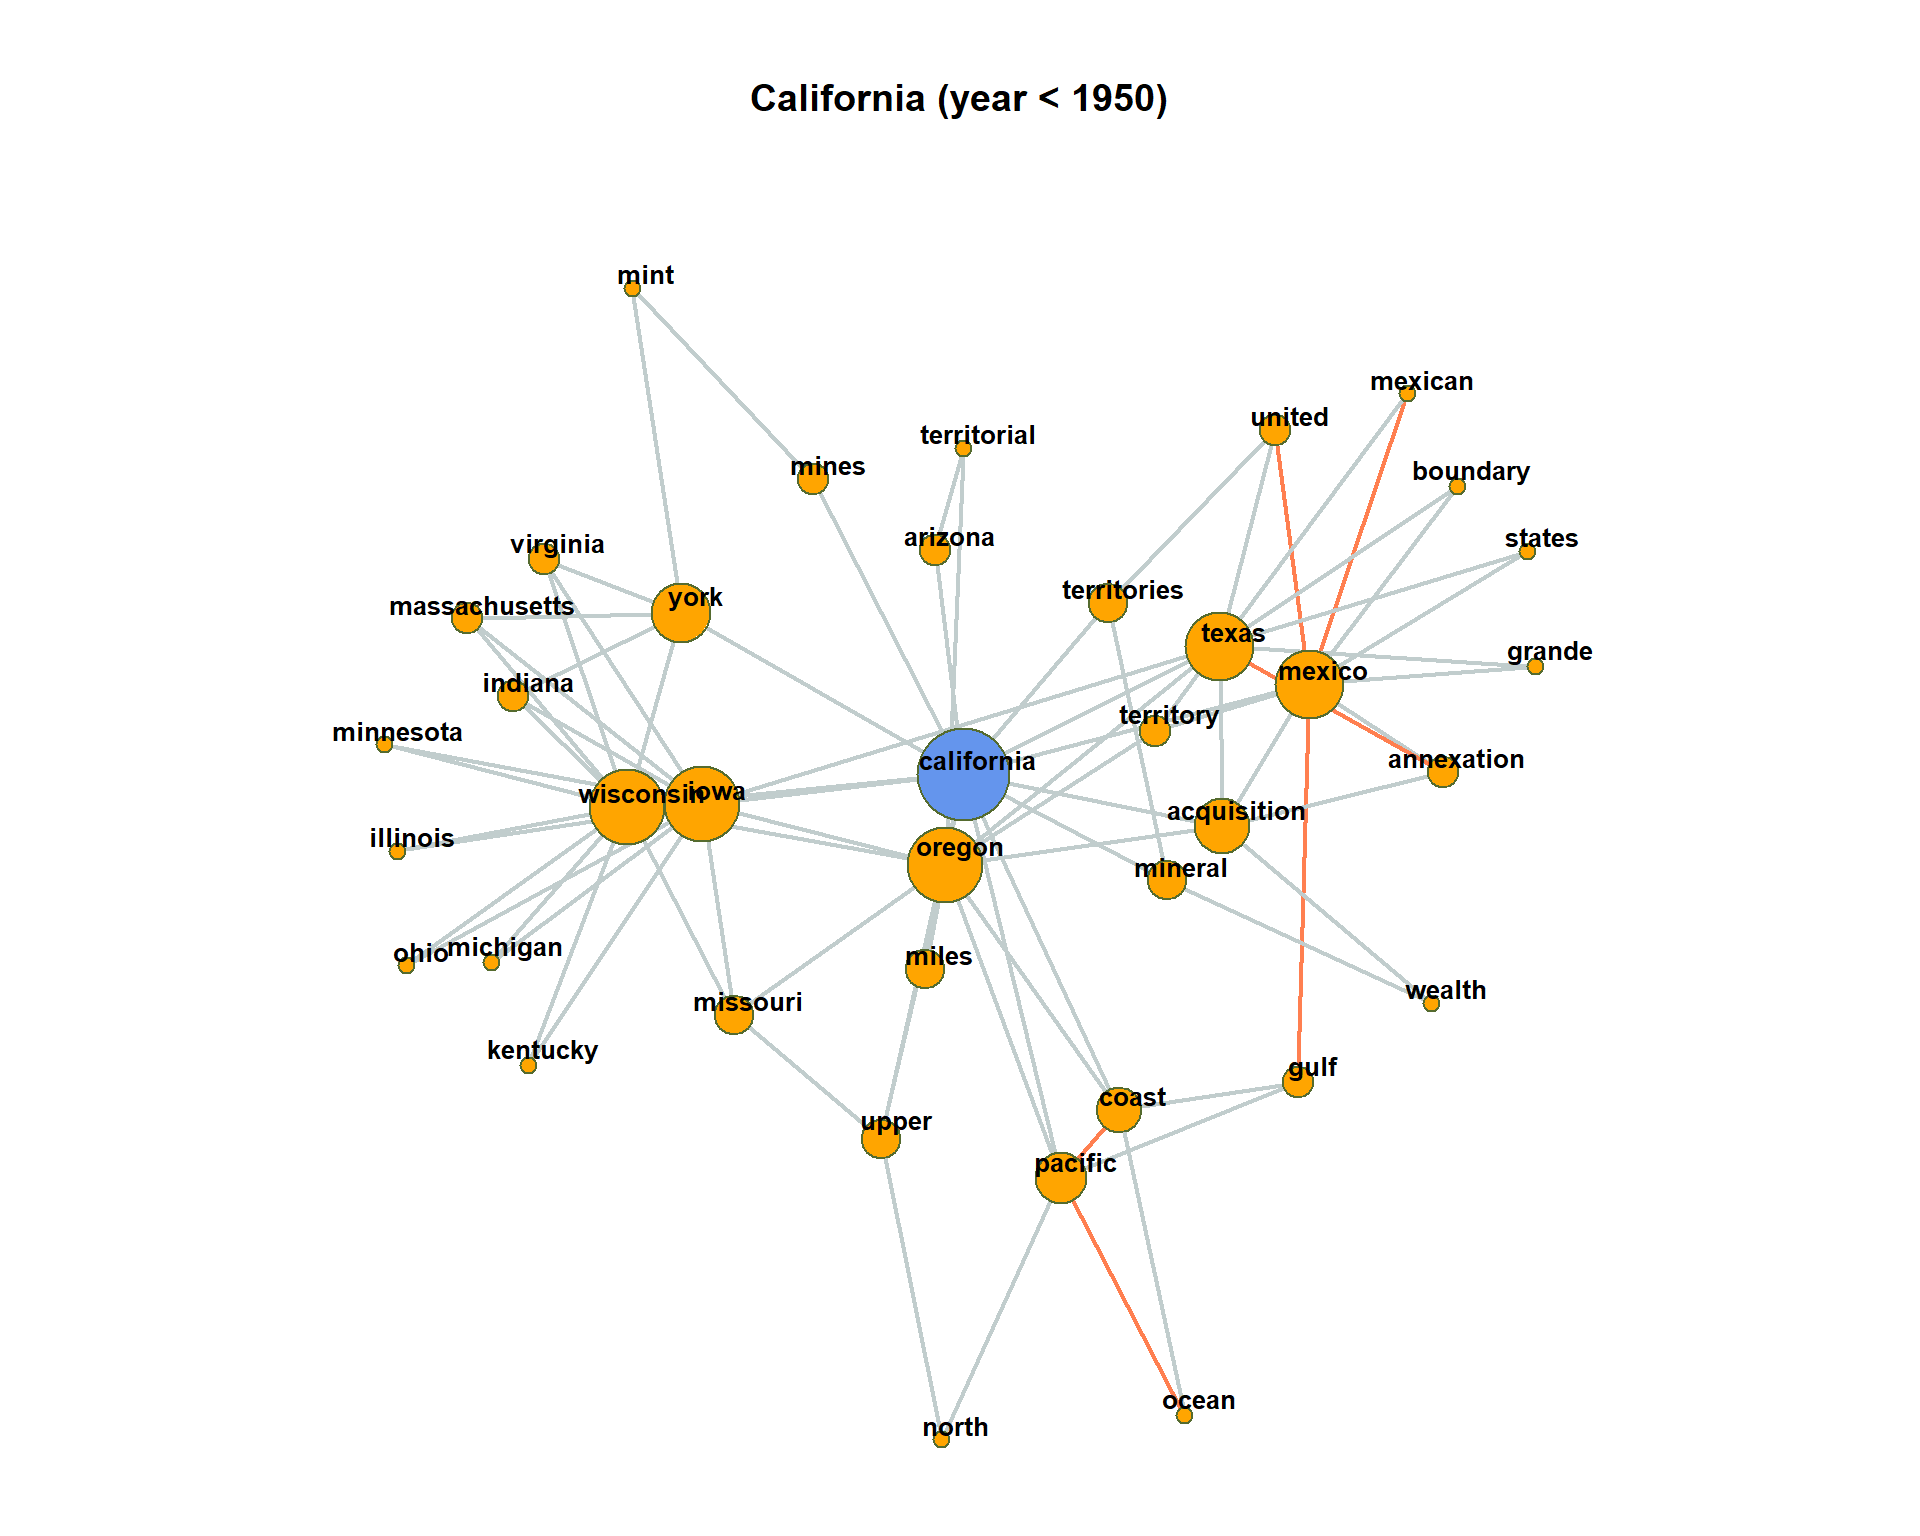 California (year < 1950)
mint
mexican
united
territorial
mines
boundary
arizona
states
virginia
territories
york
massachusetts
texas
grande
mexico
indiana
territory
minnesota
california
annexation
iowa
wisconsin
acquisition
illinois
oregon
mineral
michigan
ohio
miles
wealth
missouri
kentucky
gulf
coast
upper
pacific
ocean
north